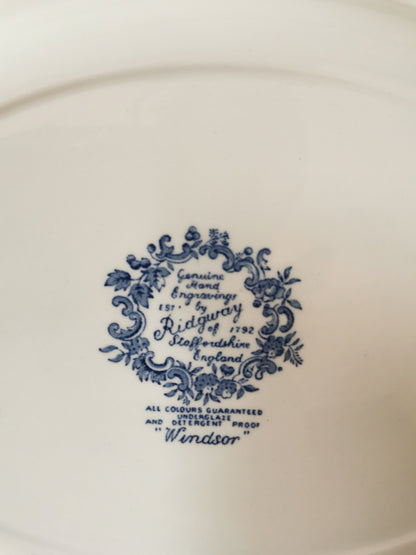 Genuine
Hand
Engravings
by
EST. Ridgway 1792
of
Staffordshire
England
ALL COLOURS GUARANTEED
UNDERGLAZE
AND DETERGENT PROOF
"Windsor"